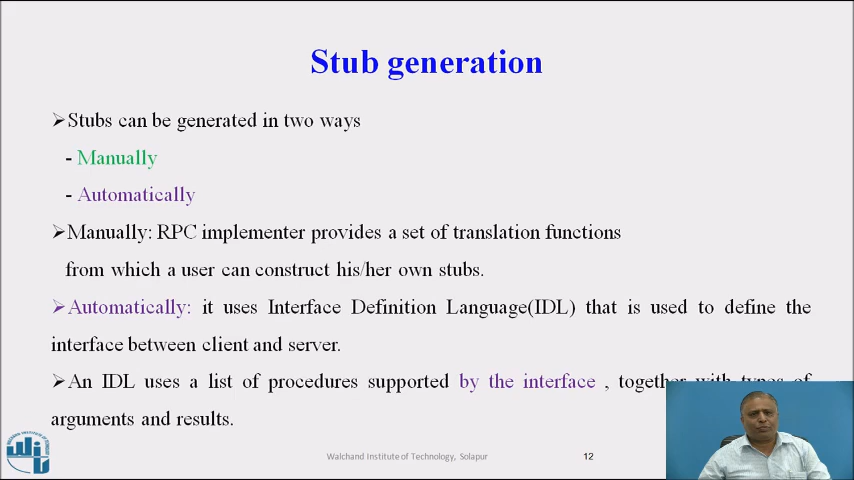 Stub generation
➢Stubs can be generated in two ways
- Manually
- Automatically
➢Manually: RPC implementer provides a set of translation functions
from which a user can construct his/her own stubs.
➢Automatically: it uses Interface Definition Language(IDL) that is used to define the
interface between client and server.
➢An IDL uses a list of procedures supported by the interface , together with types of
arguments and results.
Walchand Institute of Technology, Solapur
12